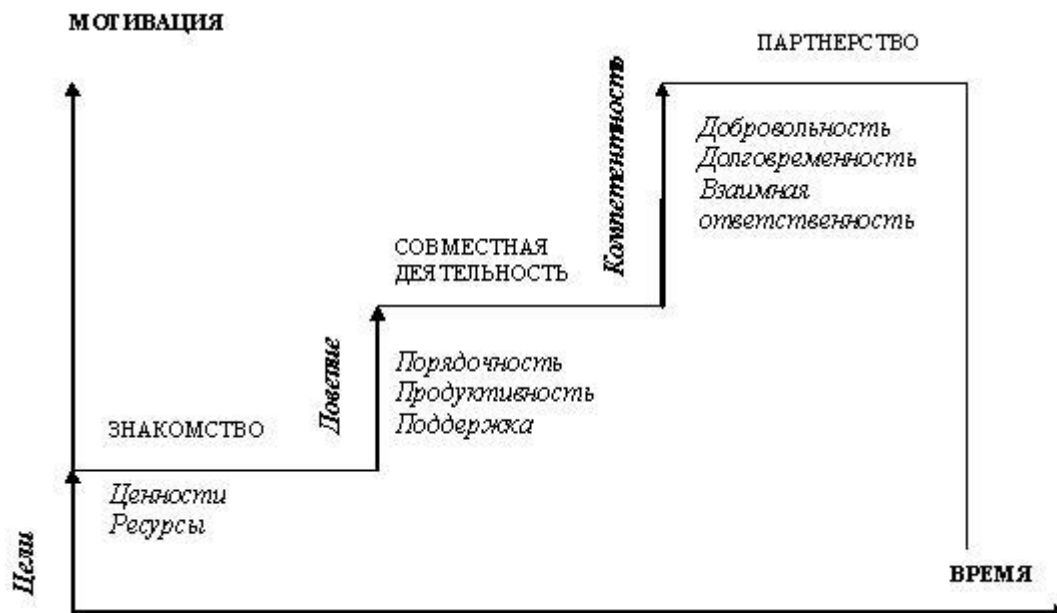 МОТИВАЦИЯ
ПАРТНЕРСТВО
Компетентность
Добровольность
Долговременность
Взаимная
ответственность
СОВМЕСТНАЯ
ДЕЯТЕЛЬНОСТЬ
Доверие
Порядочность
Продуктивность
Поддержка
ЗНАКОМСТВО
Ценности
Ресурсы
Цели
ВРЕМЯ